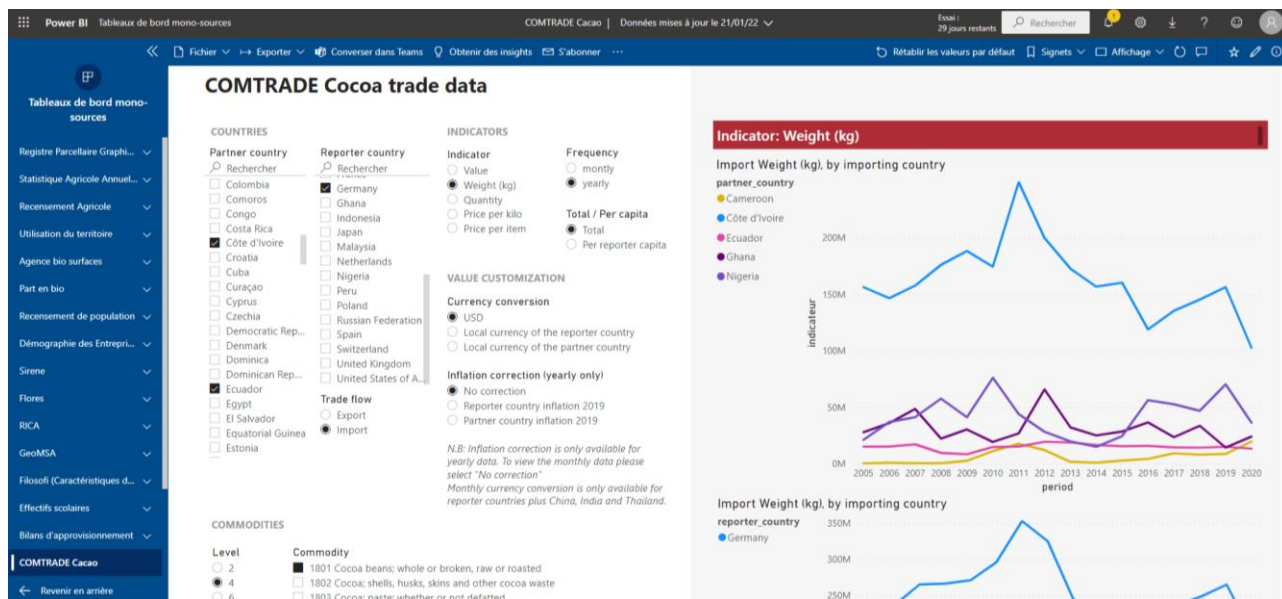 Power BI Tableaux de bord mono-sources
COMTRADE Cacao | Données mises à jour le 21/01/22
Essai :
29 jours restants
Rechercher
1
Fichier
Exporter
Converser dans Teams
Obtenir des insights
S'abonner
...
Rétablir les valeurs par défaut
Signets
Affichage
Tableaux de bord mono-
sources
Registre Parcellaire Graphi...
Statistique Agricole Annuel...
Recensement Agricole
Utilisation du territoire
Agence bio surfaces
Part en bio
Recensement de population
Démographie des Entrepri...
Sirene
Flores
RICA
GeoMSA
Filosofi (Caractéristiques d...
Effectifs scolaires
Bilans d'approvisionnement
COMTRADE Cacao
Revenir en arrière
COMTRADE Cocoa trade data
COUNTRIES
Partner country
Rechercher
Colombia
Comoros
Congo
Costa Rica
Côte d'Ivoire
Croatia
Cuba
Curaçao
Cyprus
Czechia
Democratic Rep...
Denmark
Dominica
Dominican Rep...
Ecuador
Egypt
El Salvador
Equatorial Guinea
Estonia
Reporter country
Rechercher
Germany
Ghana
Indonesia
Japan
Malaysia
Netherlands
Nigeria
Peru
Poland
Russian Federation
Spain
Switzerland
United Kingdom
United States of A...
Trade flow
Export
Import
INDICATORS
Indicator
Value
Weight (kg)
Quantity
Price per kilo
Price per item
Frequency
montly
yearly
Total / Per capita
Total
Per reporter capita
VALUE CUSTOMIZATION
Currency conversion
USD
Local currency of the reporter country
Local currency of the partner country
Inflation correction (yearly only)
No correction
Reporter country inflation 2019
Partner country inflation 2019
N.B: Inflation correction is only available for
yearly data. To view the monthly data please
select "No correction"
Monthly currency conversion is only available for
reporter countries plus China, India and Thailand.
COMMODITIES
Level
2
4
6
Commodity
1801 Cocoa beans; whole or broken, raw or roasted
1802 Cocoa; shells, husks, skins and other cocoa waste
1803 Cocoa; paste; whether or not defatted
Indicator: Weight (kg)
Import Weight (kg), by importing country
partner_country
Cameroon
Côte d'Ivoire
Ecuador
Ghana
Nigeria
indicateur
200M
150M
100M
50M
0M
2005 2006 2007 2008 2009 2010 2011 2012 2013 2014 2015 2016 2017 2018 2019 2020
period
Import Weight (kg), by importing country
reporter_country
Germany
350M
300M
250M